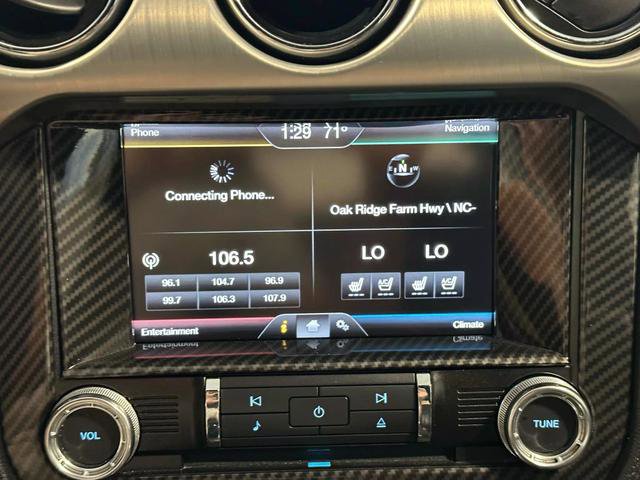 Phone
1:29 71°
Navigation
Connecting Phone...
E N W
Oak Ridge Farm Hwy \ NC-
106.5
96.1 104.7 96.9
99.7 106.3 107.9
LO LO
A/C A/C
Entertainment
i
Climate
VOL
TUNE